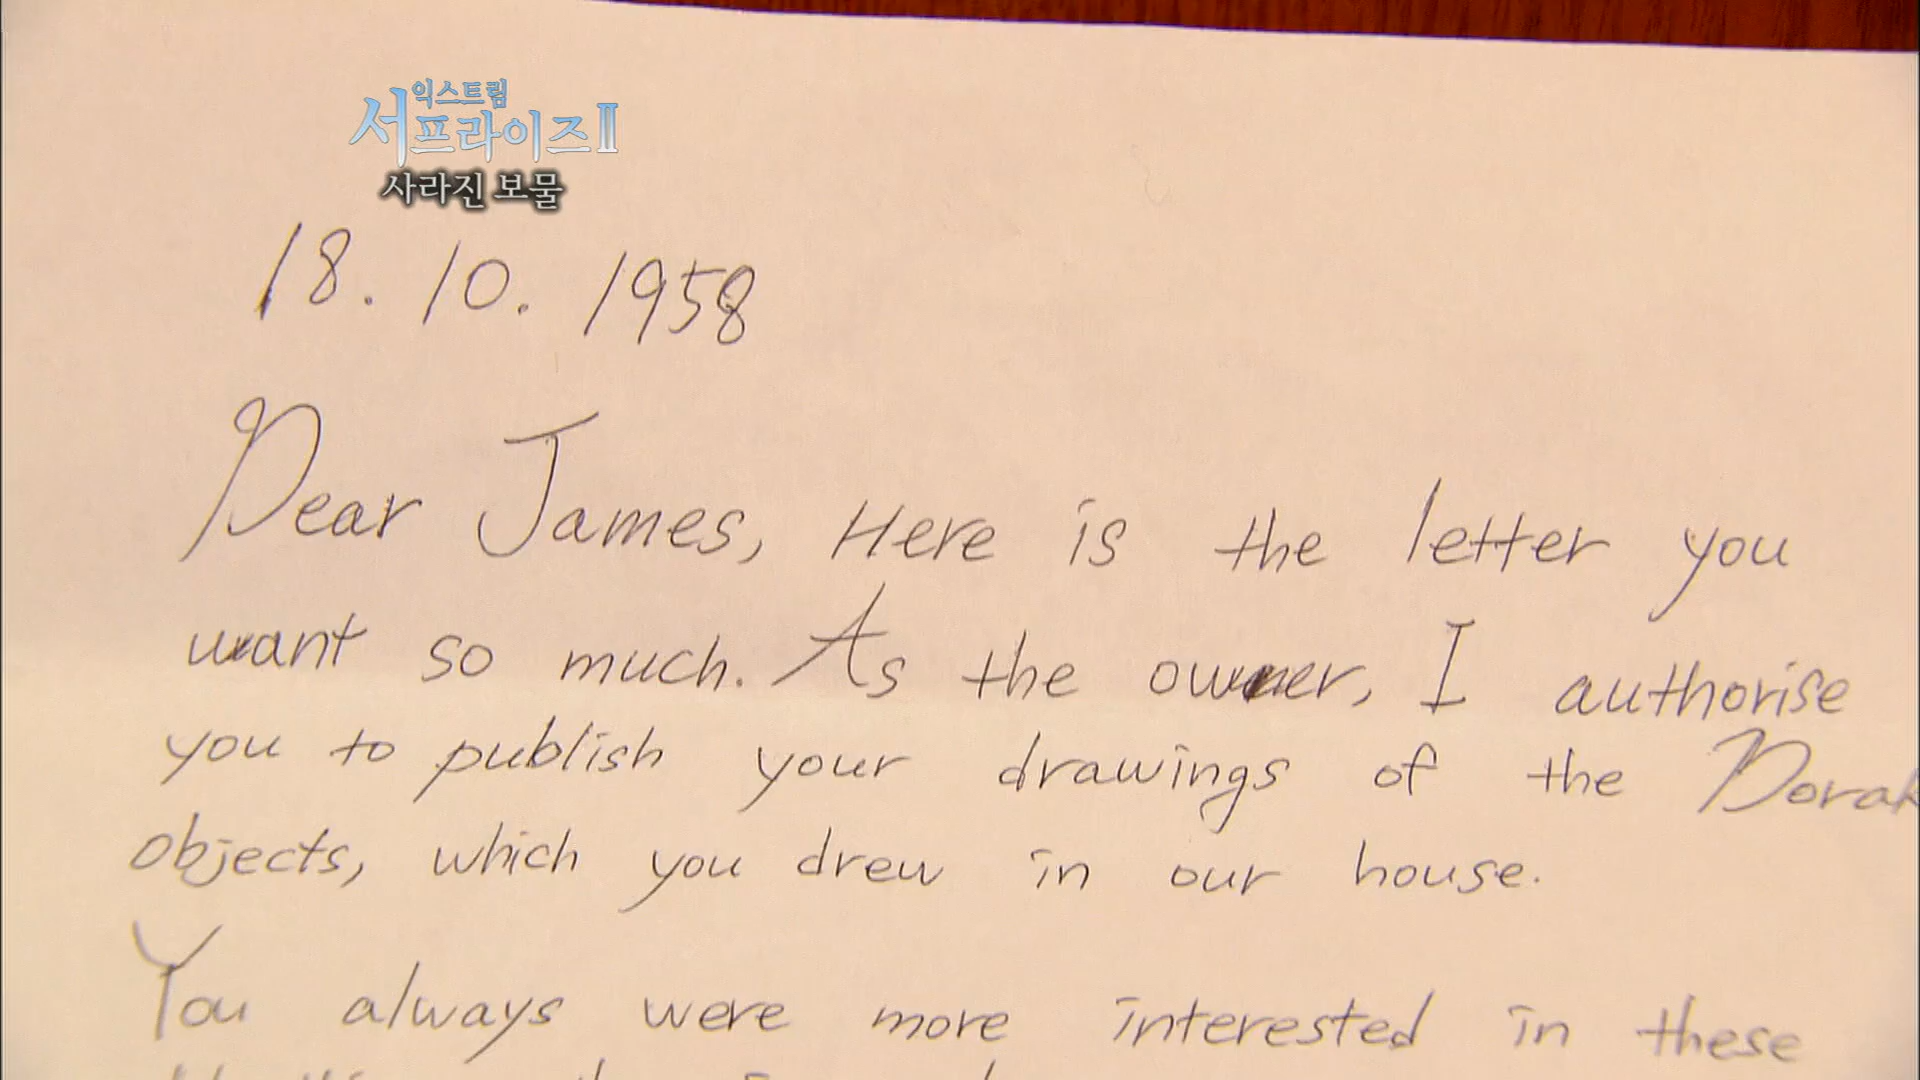 익스트림
서프라이즈 II
사라진 보물
18. 10. 1958
Dear James, Here is the letter you
want so much. As the owner, I authorise
you to publish your drawings of the Dorak
objects, which you drew in our house.
You always were more interested in these